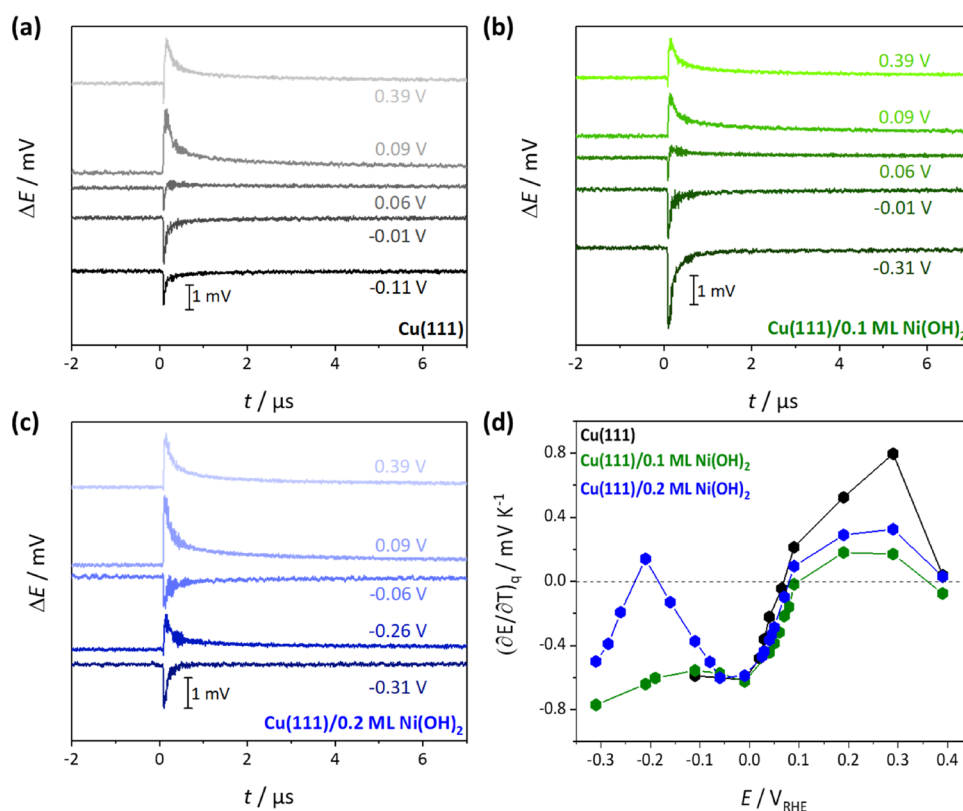 (a)
ΔE / mV
0.39 V
0.09 V
0.06 V
-0.01 V
-0.11 V
1 mV
Cu(111)
-2 0 2 4 6
t / μs
(b)
ΔE / mV
0.39 V
0.09 V
0.06 V
-0.01 V
-0.31 V
1 mV
Cu(111)/0.1 ML Ni(OH)2
-2 0 2 4 6
t / μs
(c)
ΔE / mV
0.39 V
0.09 V
-0.06 V
-0.26 V
-0.31 V
1 mV
Cu(111)/0.2 ML Ni(OH)2
-2 0 2 4 6
t / μs
(d)
Cu(111)
Cu(111)/0.1 ML Ni(OH)2
Cu(111)/0.2 ML Ni(OH)2
(∂E/∂T)q / mV K-1
0.8
0.4
0.0
-0.4
-0.8
-0.3 -0.2 -0.1 0.0 0.1 0.2 0.3 0.4
E / VRHE